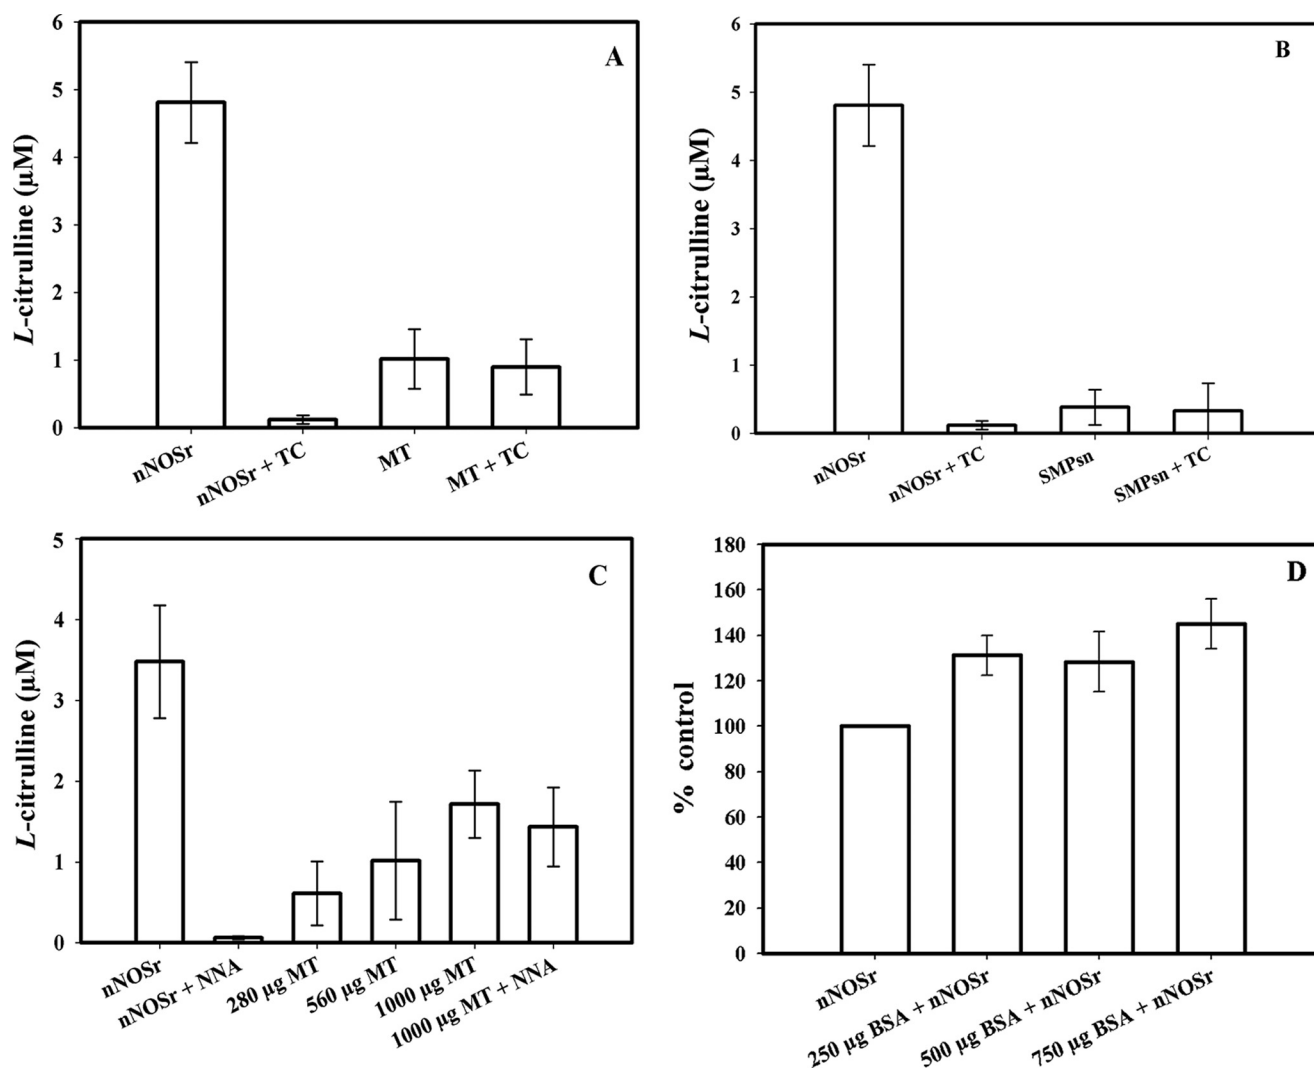 A
L-citrulline (μM)
6
5
4
3
2
1
0
nNOSr
nNOSr + TC
MT
MT + TC
B
L-citrulline (μM)
6
5
4
3
2
1
0
nNOSr
nNOSr + TC
SMPsn
SMPsn + TC
C
L-citrulline (μM)
5
4
3
2
1
0
nNOSr
nNOSr + NNA
280 μg MT
560 μg MT
1000 μg MT
1000 μg MT + NNA
D
% control
180
160
140
120
100
80
60
40
20
0
nNOSr
250 μg BSA + nNOSr
500 μg BSA + nNOSr
750 μg BSA + nNOSr